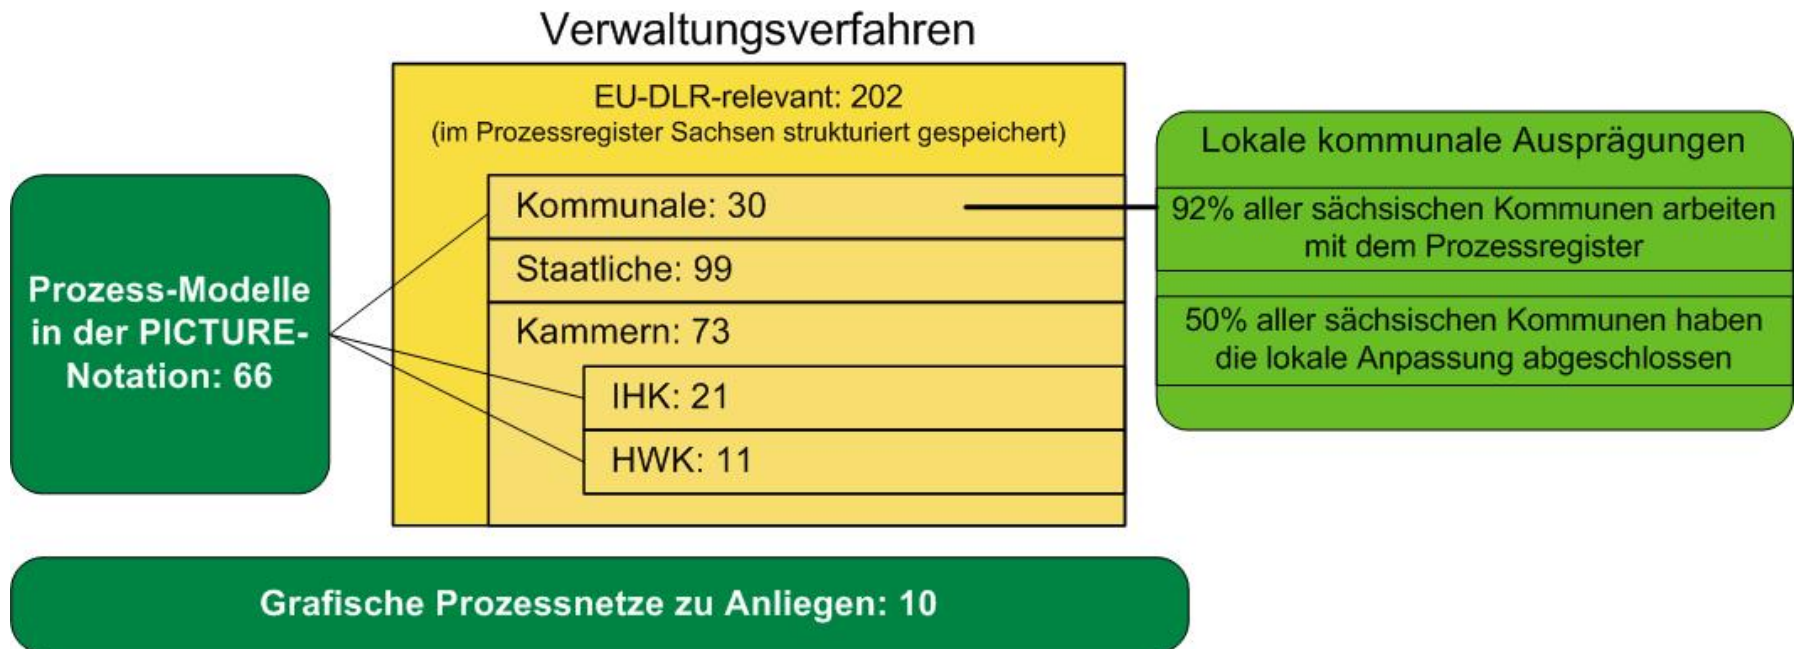 Verwaltungsverfahren
EU-DLR-relevant: 202
(im Prozessregister Sachsen strukturiert gespeichert)
Kommunale: 30
Staatliche: 99
Kammern: 73
IHK: 21
HWK: 11
Prozess-Modelle
in der PICTURE-
Notation: 66
Lokale kommunale Ausprägungen
92% aller sächsischen Kommunen arbeiten
mit dem Prozessregister
50% aller sächsischen Kommunen haben
die lokale Anpassung abgeschlossen
Grafische Prozessnetze zu Anliegen: 10